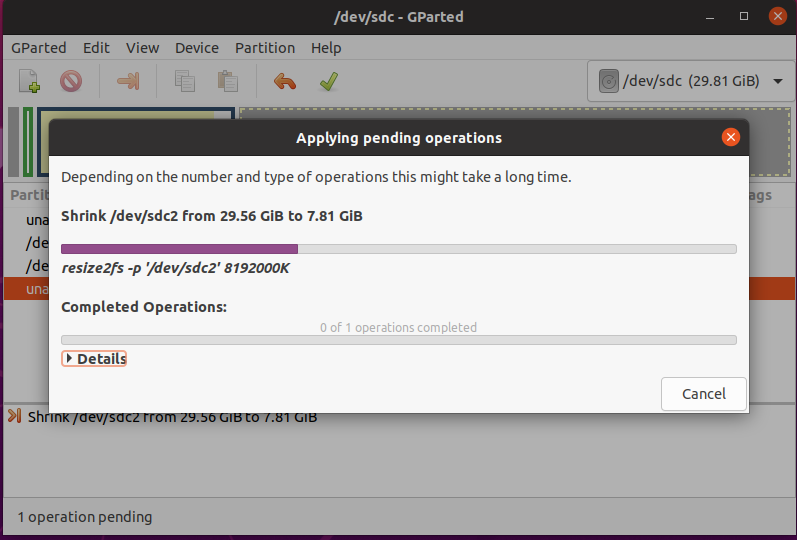 /dev/sdc - GParted
GParted Edit View Device Partition Help
/dev/sdc (29.81 GiB)
Applying pending operations
Depending on the number and type of operations this might take a long time.
Shrink /dev/sdc2 from 29.56 GiB to 7.81 GiB
resize2fs -p '/dev/sdc2' 8192000K
Completed Operations:
0 of 1 operations completed
Details
Cancel
Partit
ags
una
/de
/de
una
Shrink /dev/sdc2 from 29.56 GiB to 7.81 GiB
1 operation pending